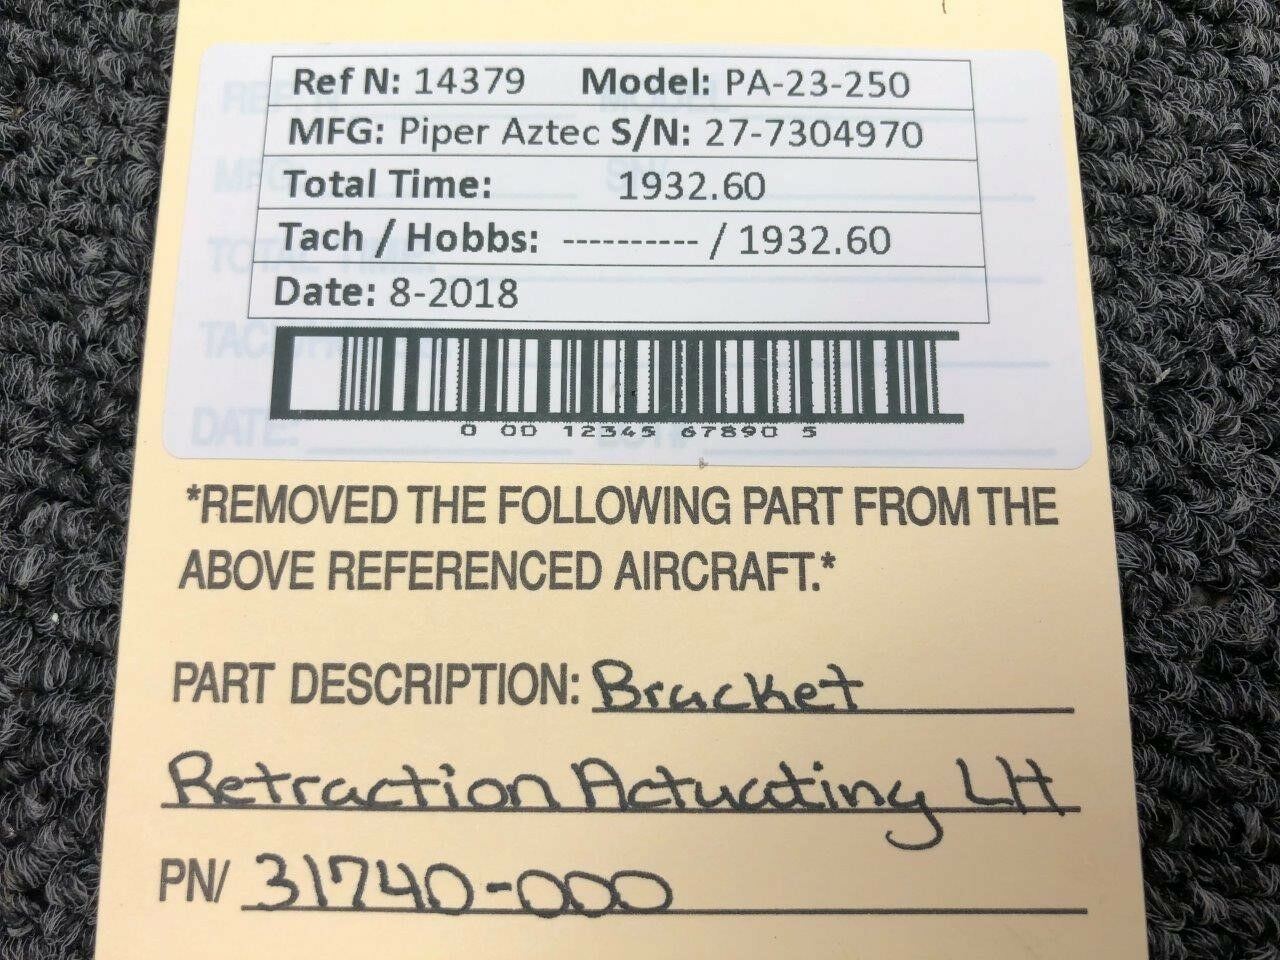 Ref N: 14379 Model: PA-23-250
MFG: Piper Aztec S/N: 27-7304970
Total Time: 1932.60
Tach / Hobbs: ---------- / 1932.60
Date: 8-2018
0 00 12345 67890 5
*REMOVED THE FOLLOWING PART FROM THE
ABOVE REFERENCED AIRCRAFT.*
PART DESCRIPTION: Bracket
Retraction Actuating LH
PN/ 31740-000